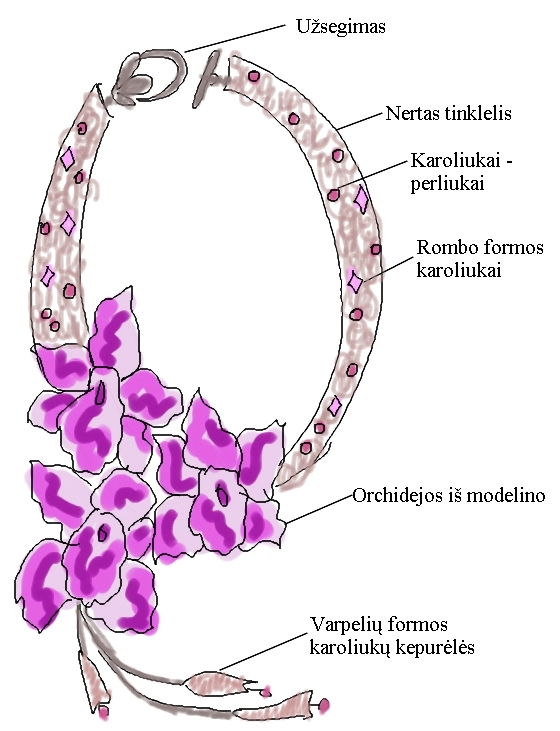 Užsegimas
Nertas tinklelis
Karoliukai -
perliukai
Rombo formos
karoliukai
Orchidejos iš modelino
Varpelių formos
karoliukų kepurėlės